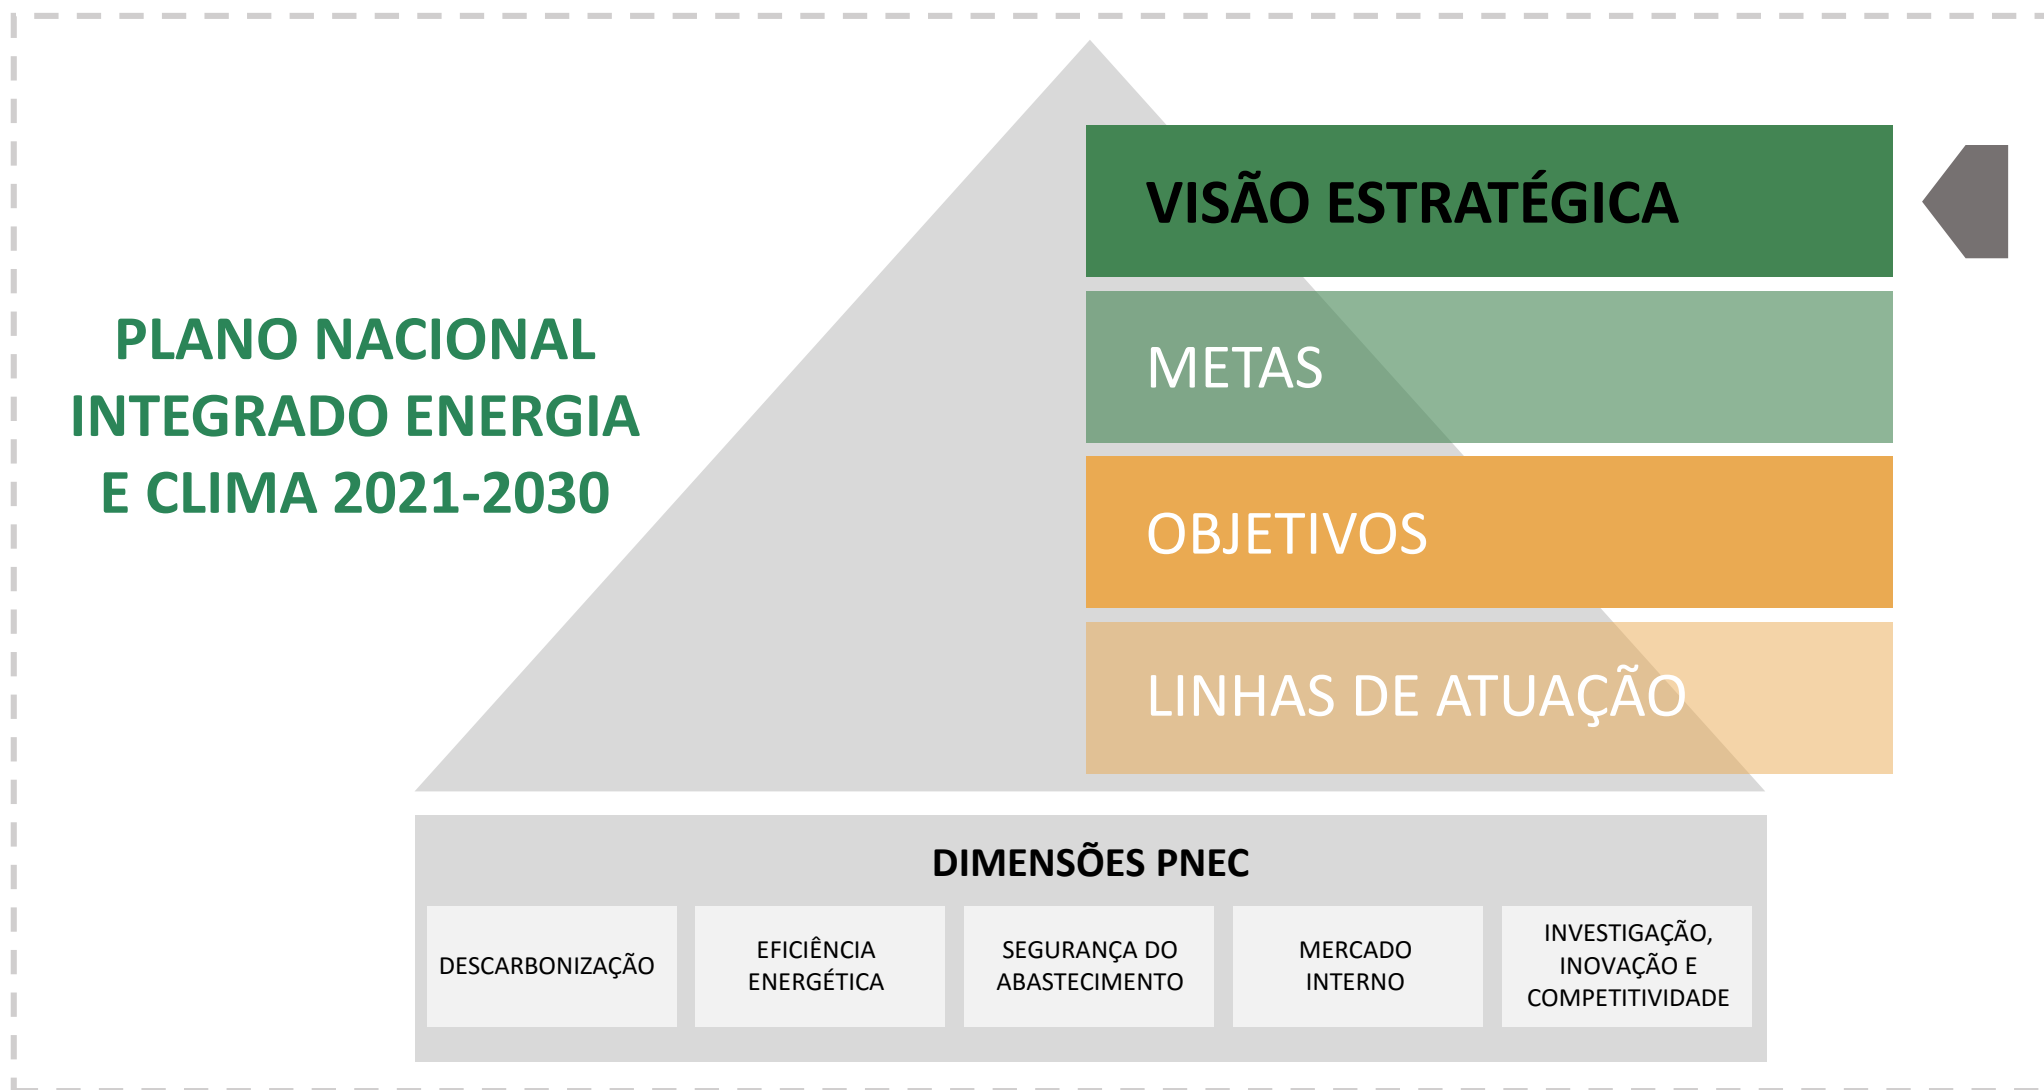 PLANO NACIONAL
INTEGRADO ENERGIA
E CLIMA 2021-2030
VISÃO ESTRATÉGICA
METAS
OBJETIVOS
LINHAS DE ATUAÇÃO
DIMENSÕES PNEC
DESCARBONIZAÇÃO
EFICIÊNCIA
ENERGÉTICA
SEGURANÇA DO
ABASTECIMENTO
MERCADO
INTERNO
INVESTIGAÇÃO,
INOVAÇÃO E
COMPETITIVIDADE